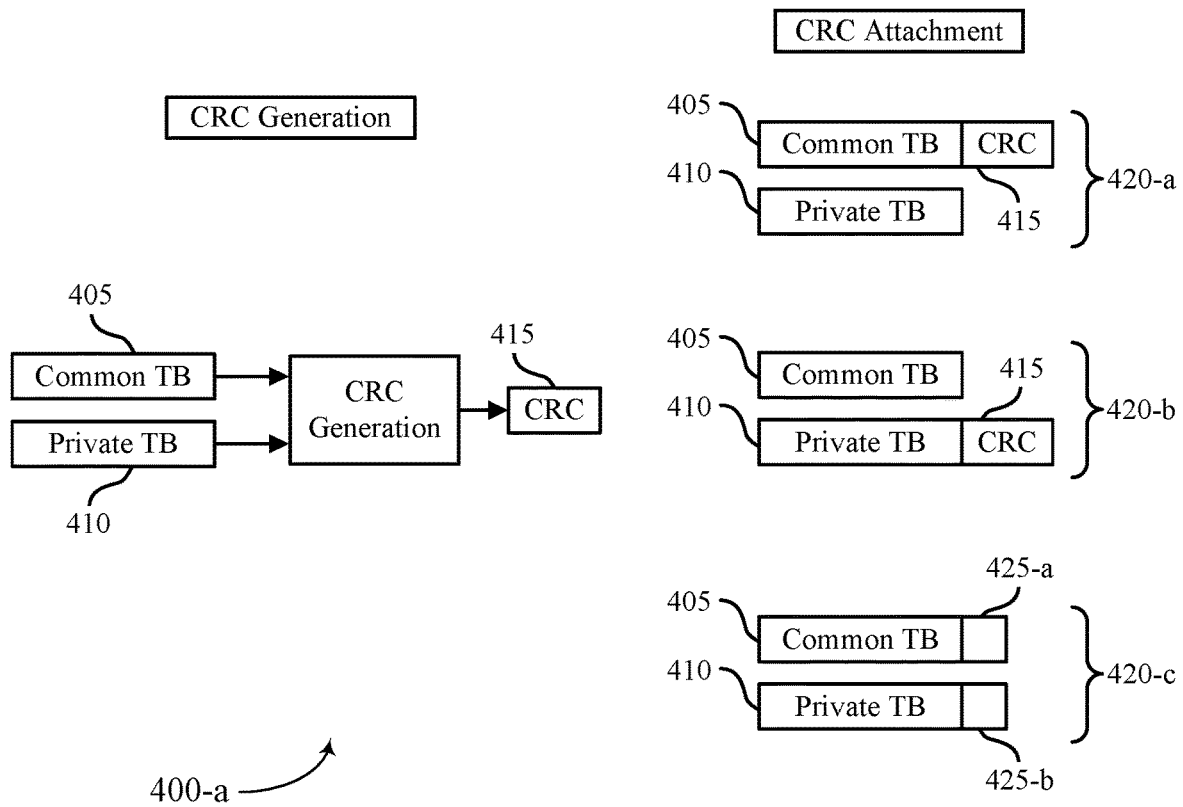 CRC Attachment
CRC Generation
405
Common TB CRC
410
Private TB
415
420-a
405
Common TB
Private TB
410
CRC
Generation
415
CRC
405
Common TB
415
410
Private TB CRC
420-b
425-a
405
Common TB
410
Private TB
420-c
425-b
400-a